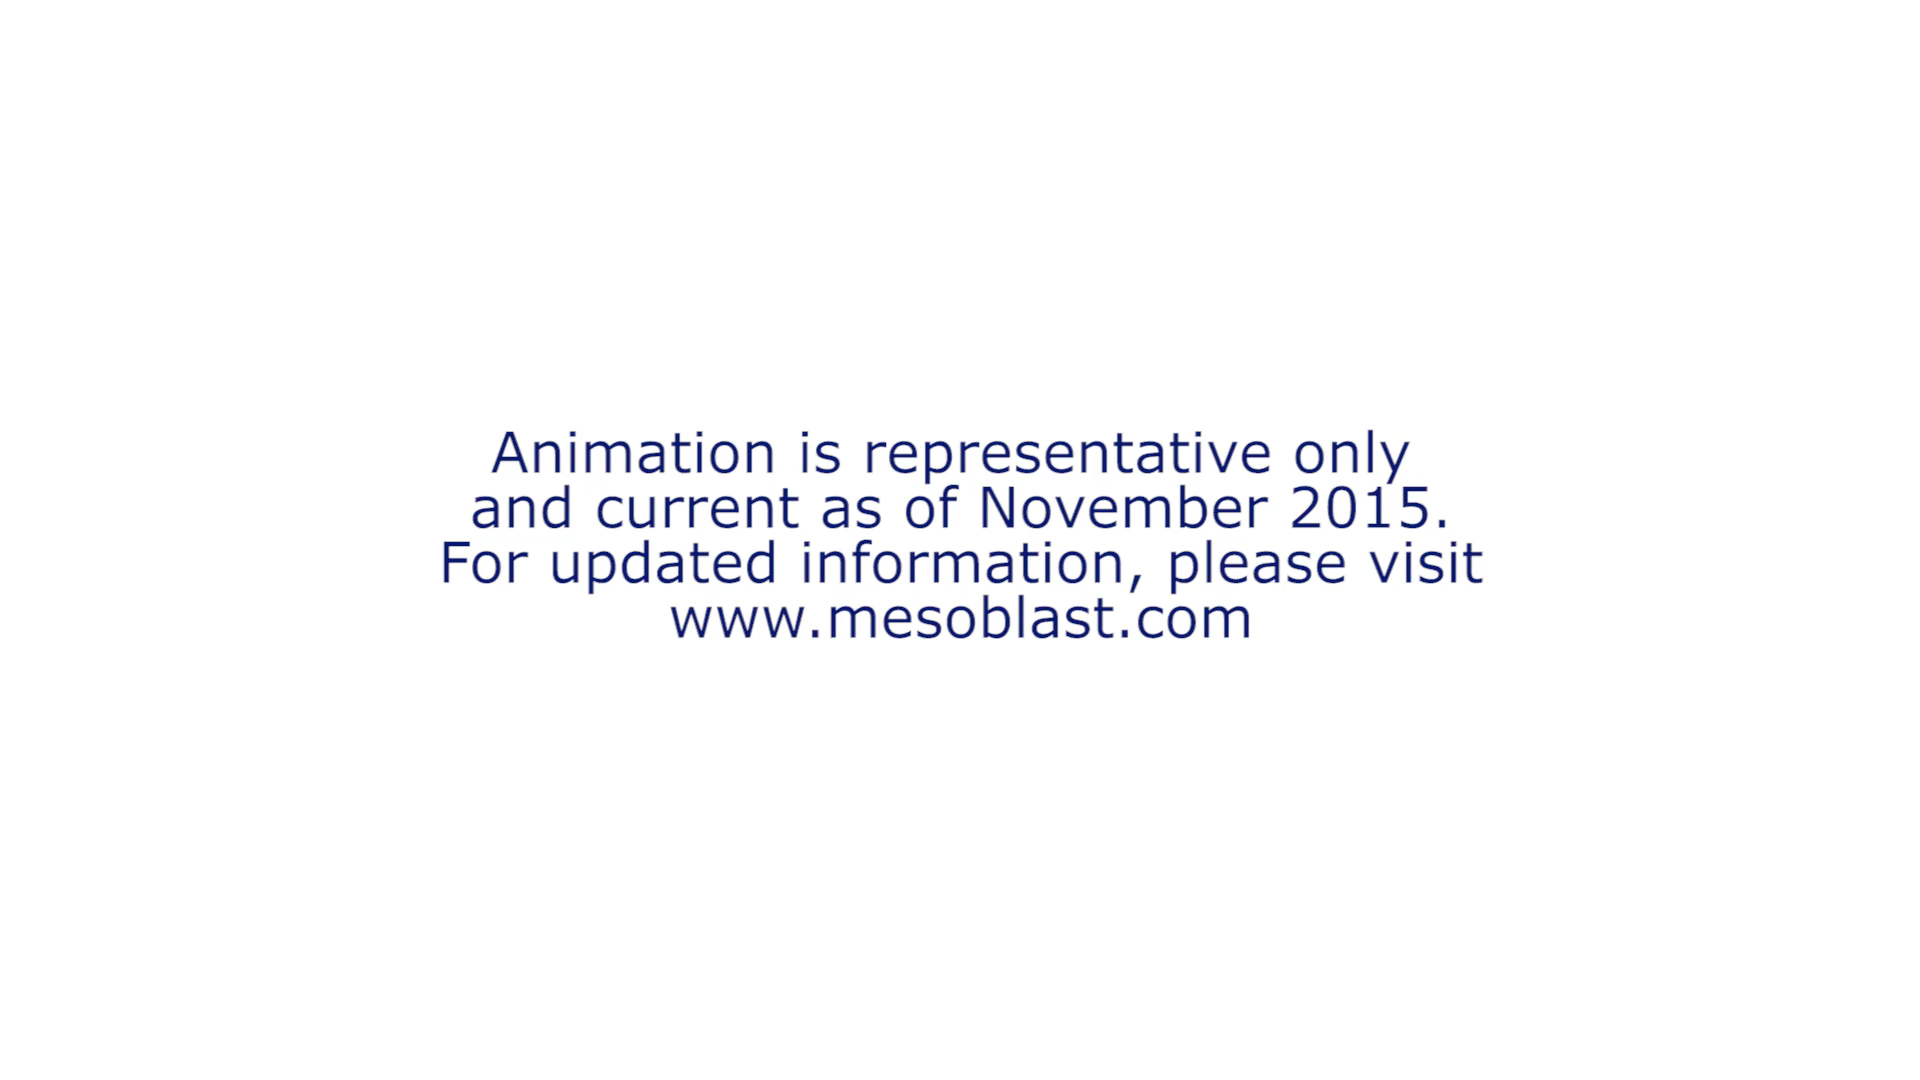 Animation is representative only
and current as of November 2015.
For updated information, please visit
www.mesoblast.com